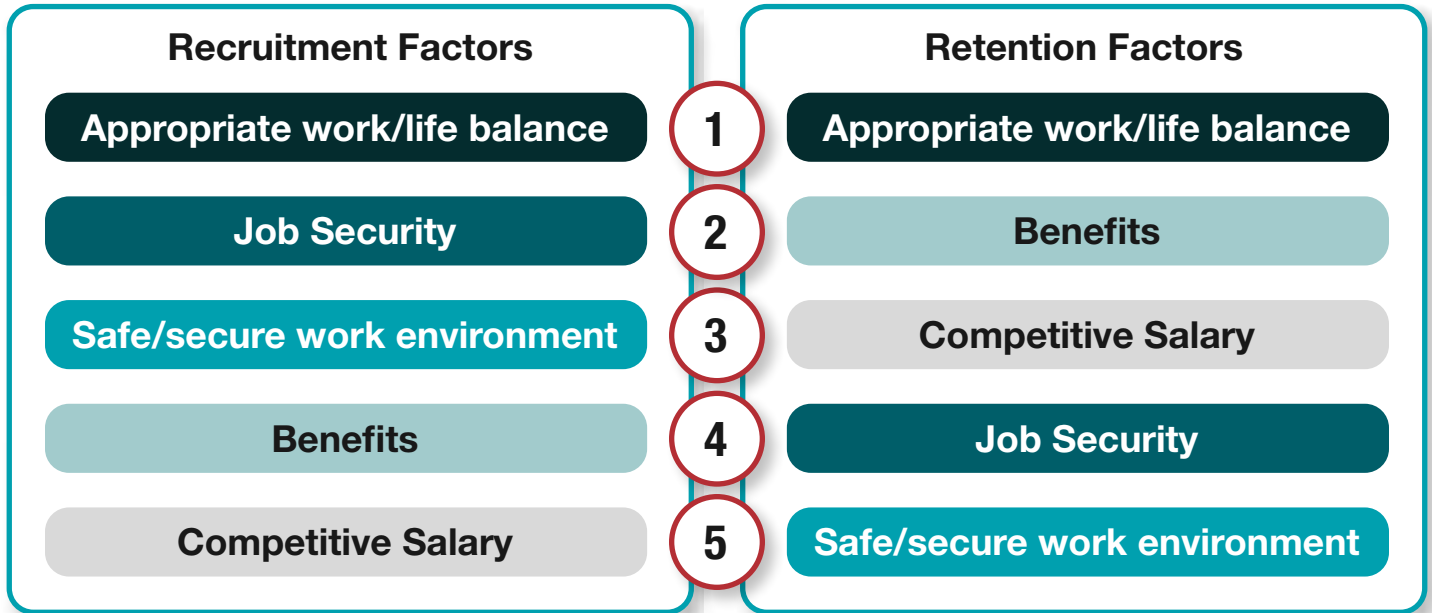 Recruitment Factors
Retention Factors
Appropriate work/life balance
1
Appropriate work/life balance
Job Security
2
Benefits
Safe/secure work environment
3
Competitive Salary
Benefits
4
Job Security
Competitive Salary
5
Safe/secure work environment